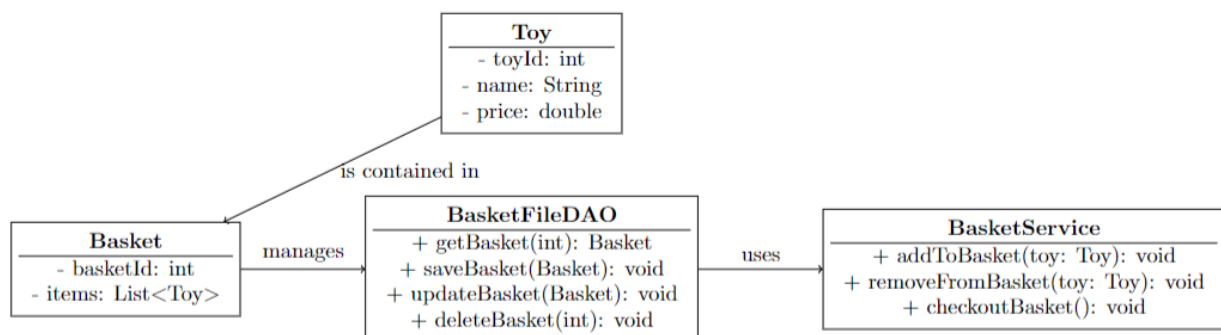 Toy
- toyId: int
- name: String
- price: double
is contained in
Basket
- basketId: int
- items: List<Toy>
manages
BasketFileDAO
+ getBasket(int): Basket
+ saveBasket(Basket): void
+ updateBasket(Basket): void
+ deleteBasket(int): void
uses
BasketService
+ addToBasket(toy: Toy): void
+ removeFromBasket(toy: Toy): void
+ checkoutBasket(): void